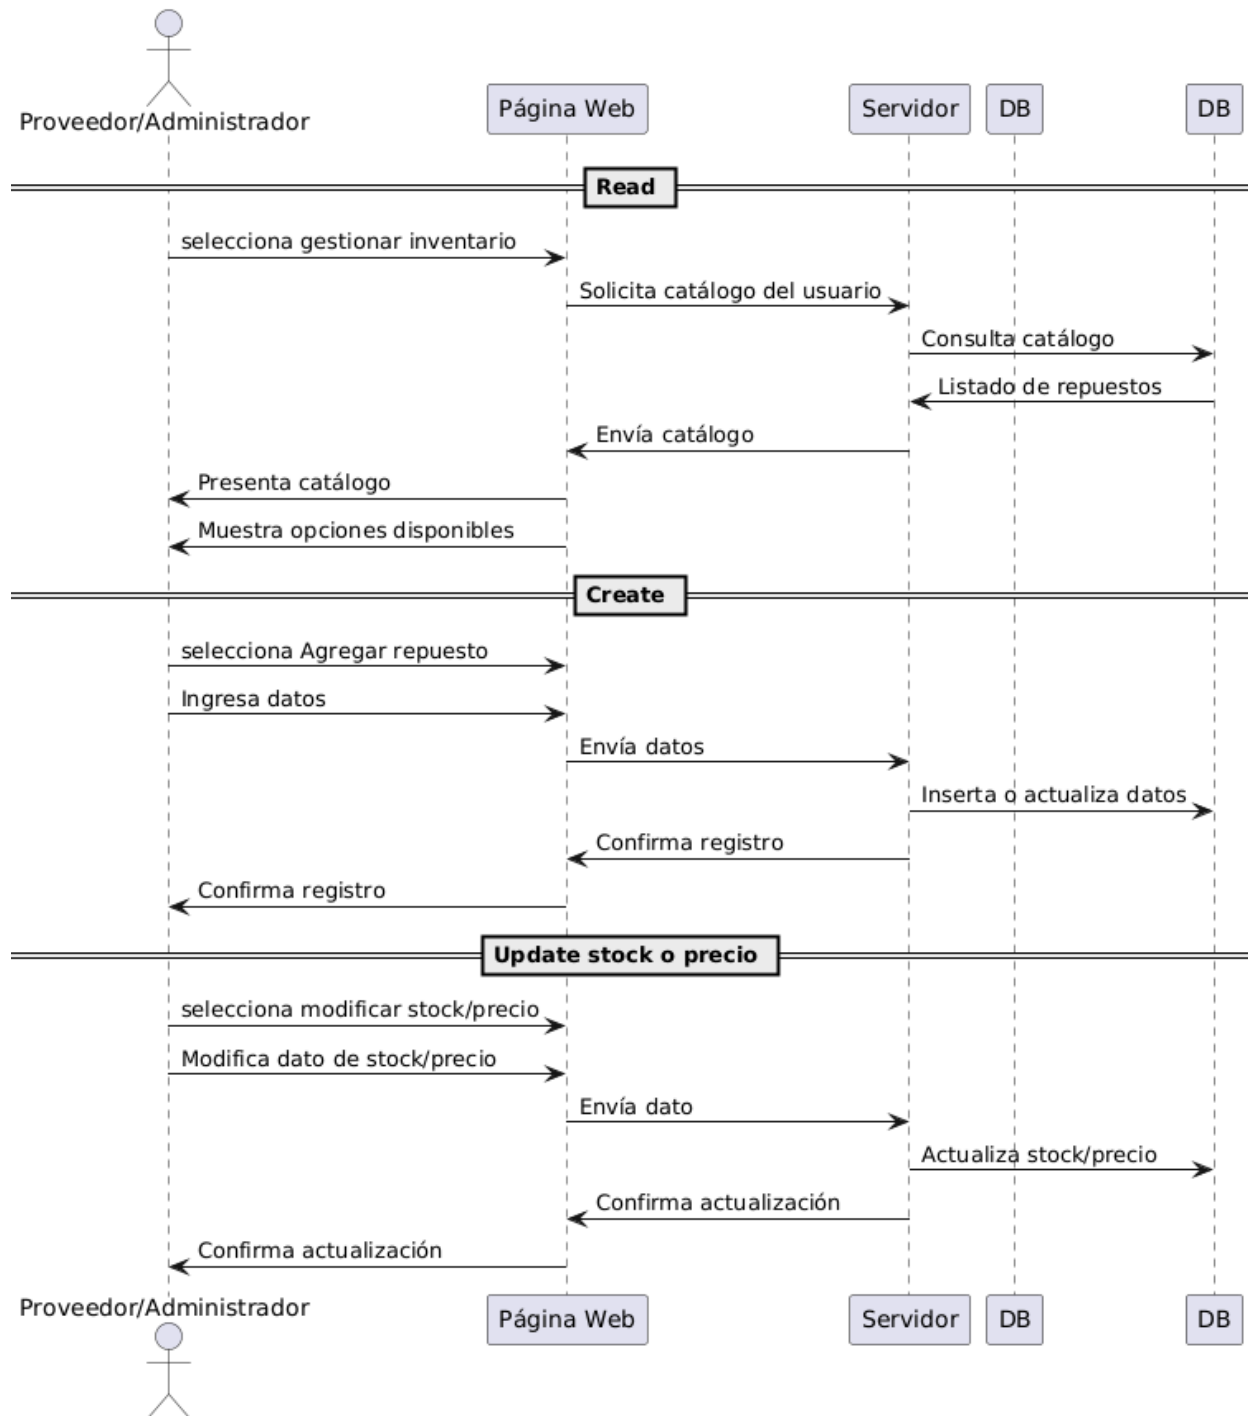 Proveedor/Administrador
Página Web
Servidor
DB
DB
Read
selecciona gestionar inventario
Solicita catálogo del usuario
Consulta catálogo
Listado de repuestos
Envía catálogo
Presenta catálogo
Muestra opciones disponibles
Create
selecciona Agregar repuesto
Ingresa datos
Envía datos
Inserta o actualiza datos
Confirma registro
Confirma registro
Update stock o precio
selecciona modificar stock/precio
Modifica dato de stock/precio
Envía dato
Actualiza stock/precio
Confirma actualización
Confirma actualización
Proveedor/Administrador
Página Web
Servidor
DB
DB